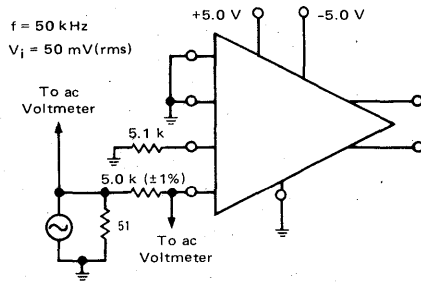 f = 50 kHz
V_i = 50 mV(rms)
+5.0 V
-5.0 V
To ac
Voltmeter
5.1 k
5.0 k (±1%)
51
To ac
Voltmeter